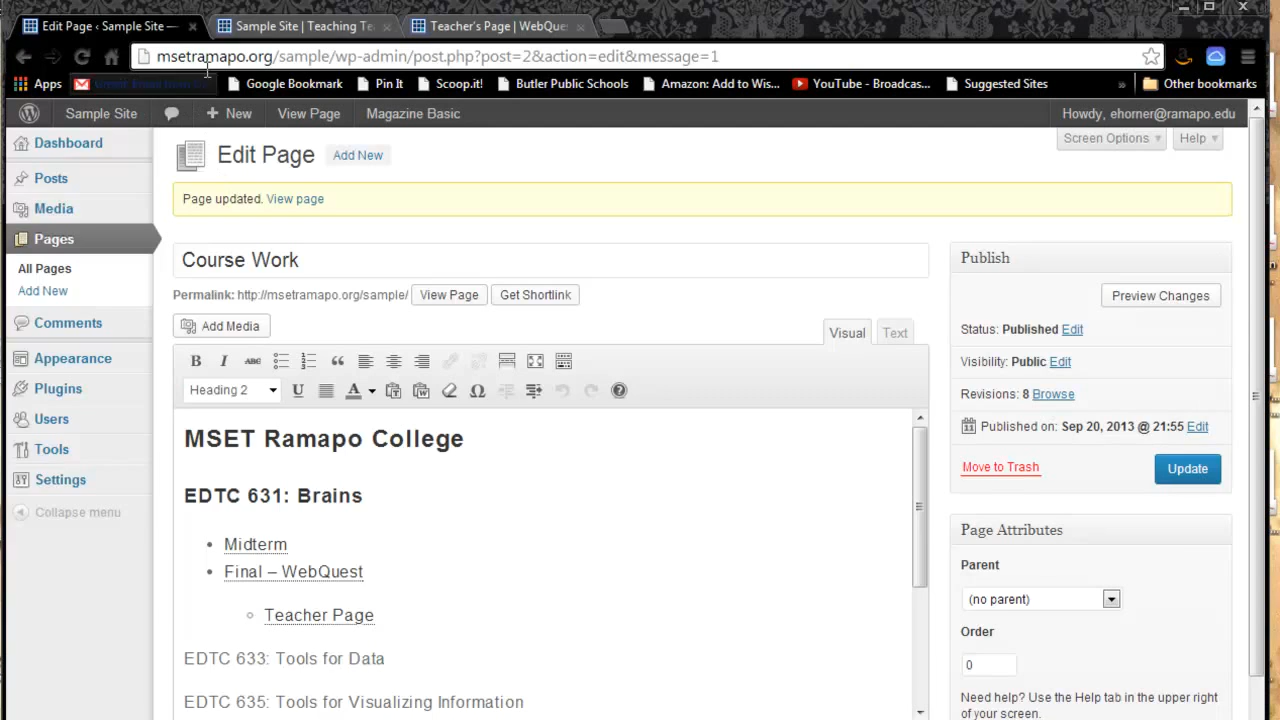 Edit Page ‹ Sample Site —
Sample Site | Teaching Te
Teacher's Page | WebQue
msetramapo.org/sample/wp-admin/post.php?post=2&action=edit&message=1
Apps
Google Bookmark
Pin It
Scoop.it!
Butler Public Schools
Amazon: Add to Wis...
YouTube - Broadcas...
Suggested Sites
»
Other bookmarks
Sample Site
+ New
View Page
Magazine Basic
Howdy, ehorner@ramapo.edu
Dashboard
Posts
Media
Pages
All Pages
Add New
Comments
Appearance
Plugins
Users
Tools
Settings
Collapse menu
Screen Options
Help
Edit Page
Add New
Page updated. View page
Course Work
Permalink: http://msetramapo.org/sample/
View Page
Get Shortlink
Add Media
Visual
Text
B I ABC
Heading 2
U
A
Ω
MSET Ramapo College
EDTC 631: Brains
Midterm
Final – WebQuest
Teacher Page
EDTC 633: Tools for Data
EDTC 635: Tools for Visualizing Information
Publish
Preview Changes
Status: Published Edit
Visibility: Public Edit
Revisions: 8 Browse
Published on: Sep 20, 2013 @ 21:55 Edit
Move to Trash
Update
Page Attributes
Parent
(no parent)
Order
0
Need help? Use the Help tab in the upper right
of your screen.